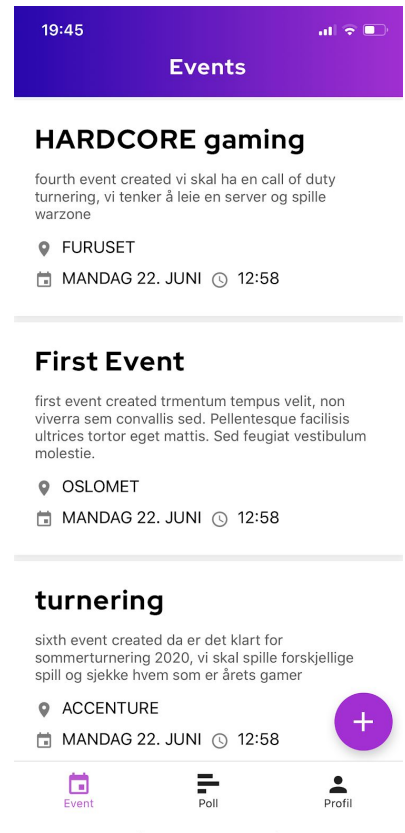 19:45
Events
HARDCORE gaming
fourth event created vi skal ha en call of duty
turnering, vi tenker å leie en server og spille
warzone
FURUSET
MANDAG 22. JUNI 12:58
First Event
first event created trmentum tempus velit, non
viverra sem convallis sed. Pellentesque facilisis
ultrices tortor eget mattis. Sed feugiat vestibulum
molestie.
OSLOMET
MANDAG 22. JUNI 12:58
turnering
sixth event created da er det klart for
sommerturnering 2020, vi skal spille forskjellige
spill og sjekke hvem som er årets gamer
ACCENTURE
MANDAG 22. JUNI 12:58
+
Event Poll Profil